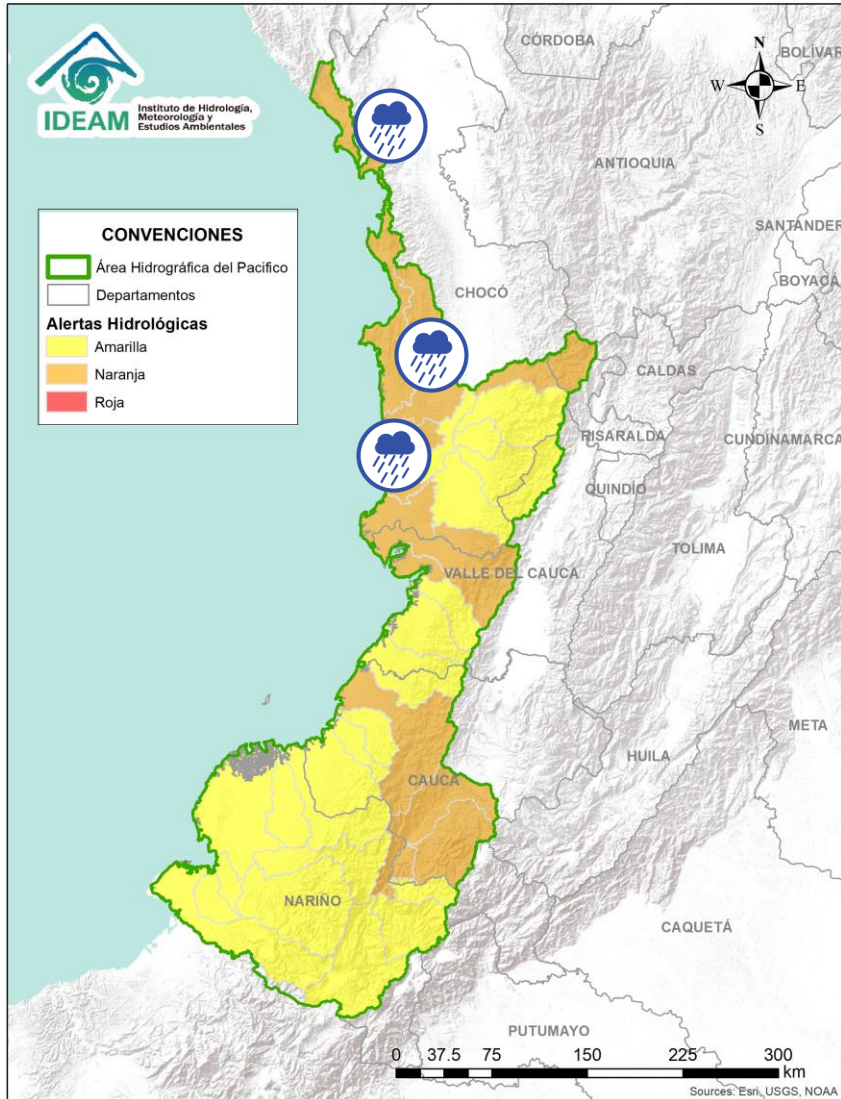 IDEAM
Instituto de Hidrología,
Meteorología y
Estudios Ambientales
CÓRDOBA
BOLÍVAR
N
W
E
S
ANTIOQUIA
SANTANDER
BOYACÁ
CONVENCIONES
Área Hidrográfica del Pacifico
Departamentos
Alertas Hidrológicas
Amarilla
Naranja
Roja
CHOCÓ
CALDAS
RISARALDA
CUNDINAMARCA
QUINDÍO
TOLIMA
VALLE DEL CAUCA
META
HUILA
CAUCA
NARIÑO
CAQUETÁ
PUTUMAYO
0 37.5 75 150 225 300
km
Sources: Esri, USGS, NOAA